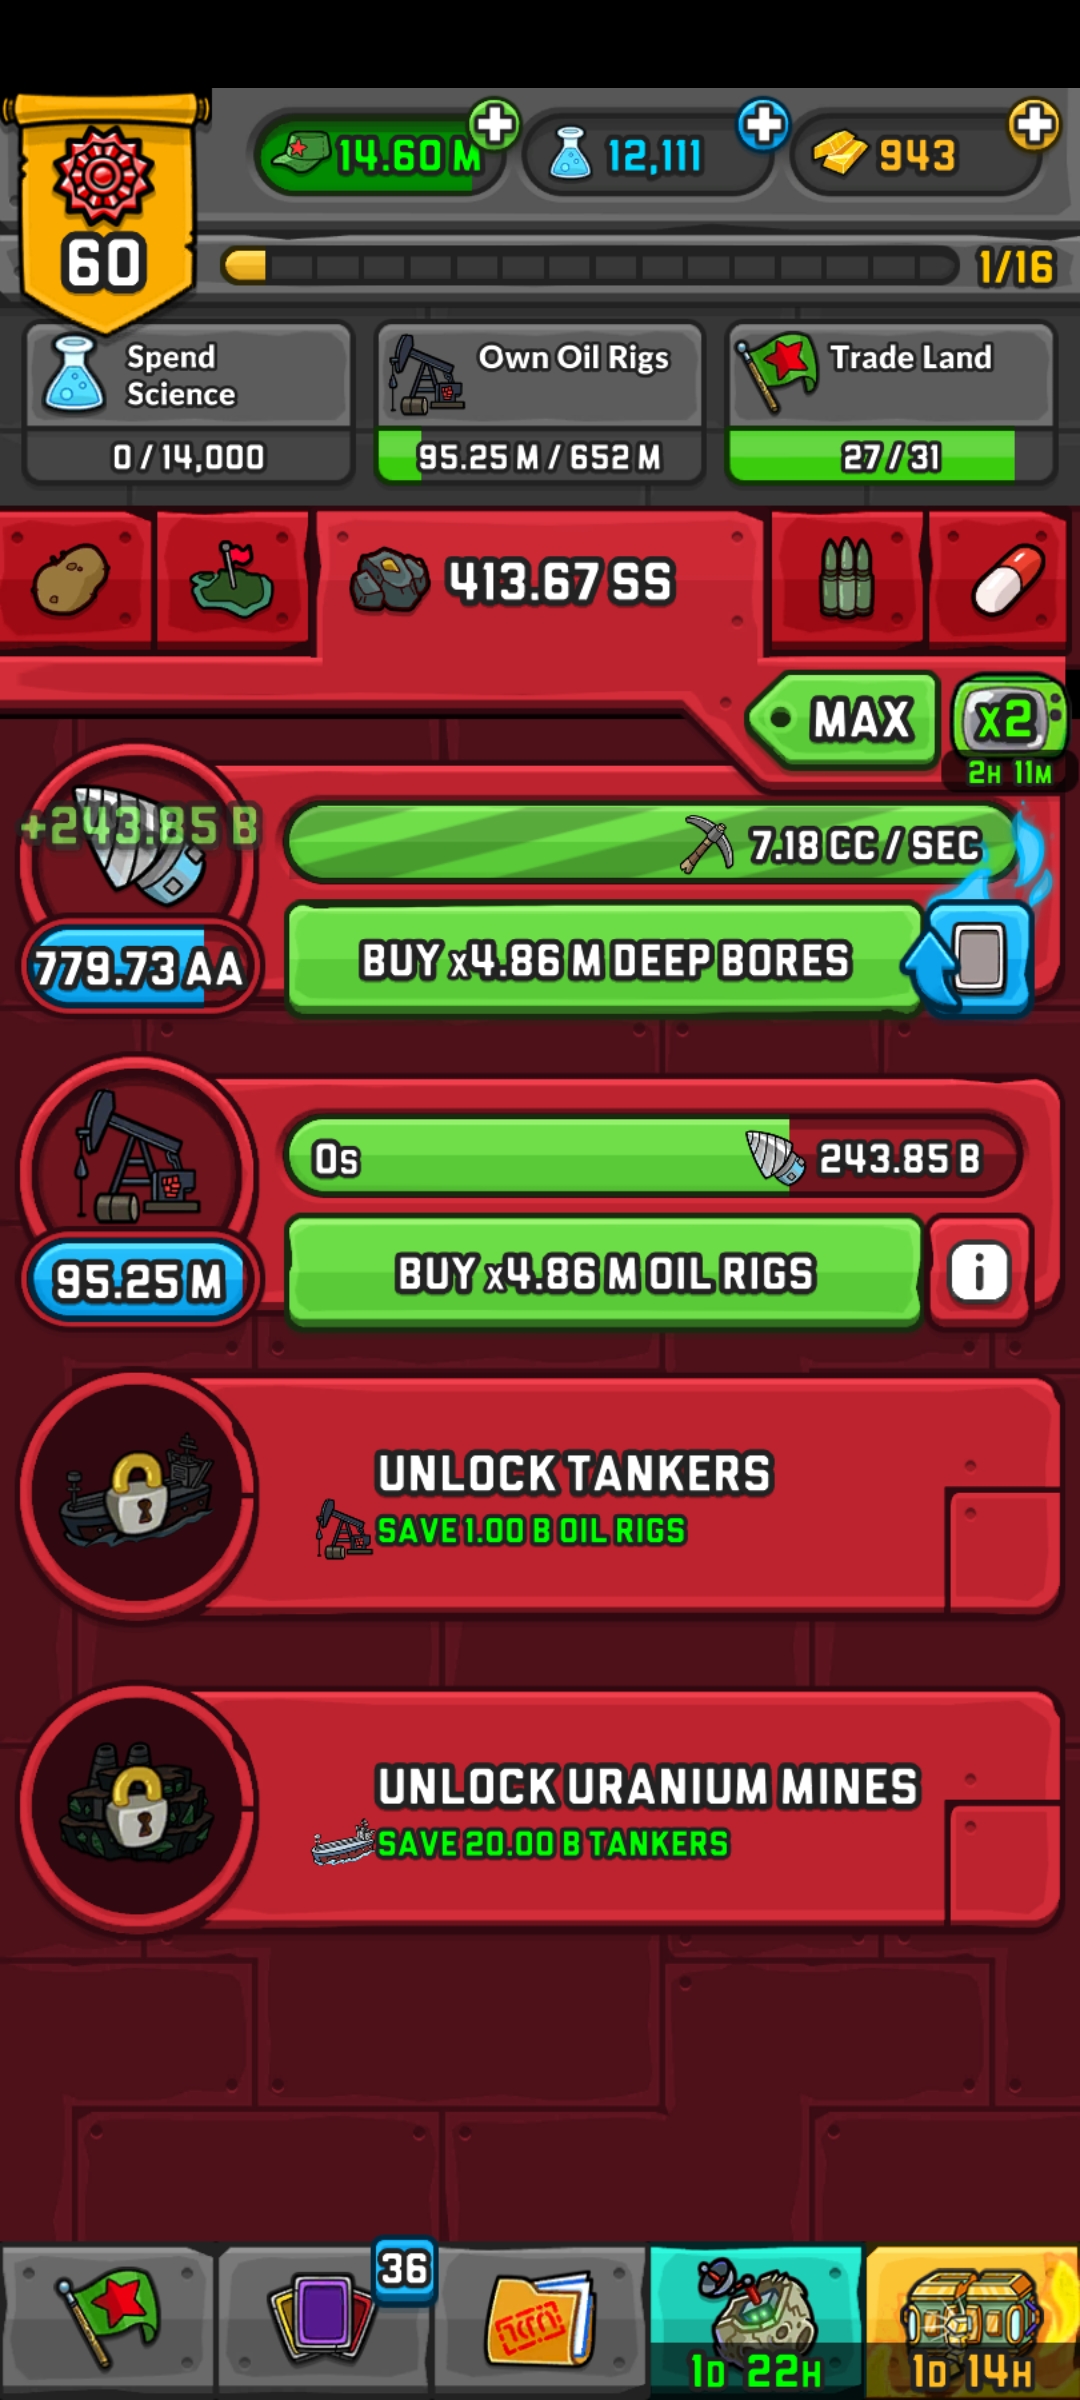 14.60 M
12,111
943
60
1/16
Spend
Science
Own Oil Rigs
Trade Land
0 / 14,000
95.25 M / 652 M
27 / 31
413.67 SS
MAX
x2
2H 11M
+243.85 B
7.18 CC / SEC
779.73 AA
BUY x4.86 M DEEP BORES
0s
243.85 B
95.25 M
BUY x4.86 M OIL RIGS
i
UNLOCK TANKERS
SAVE 1.00 B OIL RIGS
UNLOCK URANIUM MINES
SAVE 20.00 B TANKERS
36
1D 22H
1D 14H